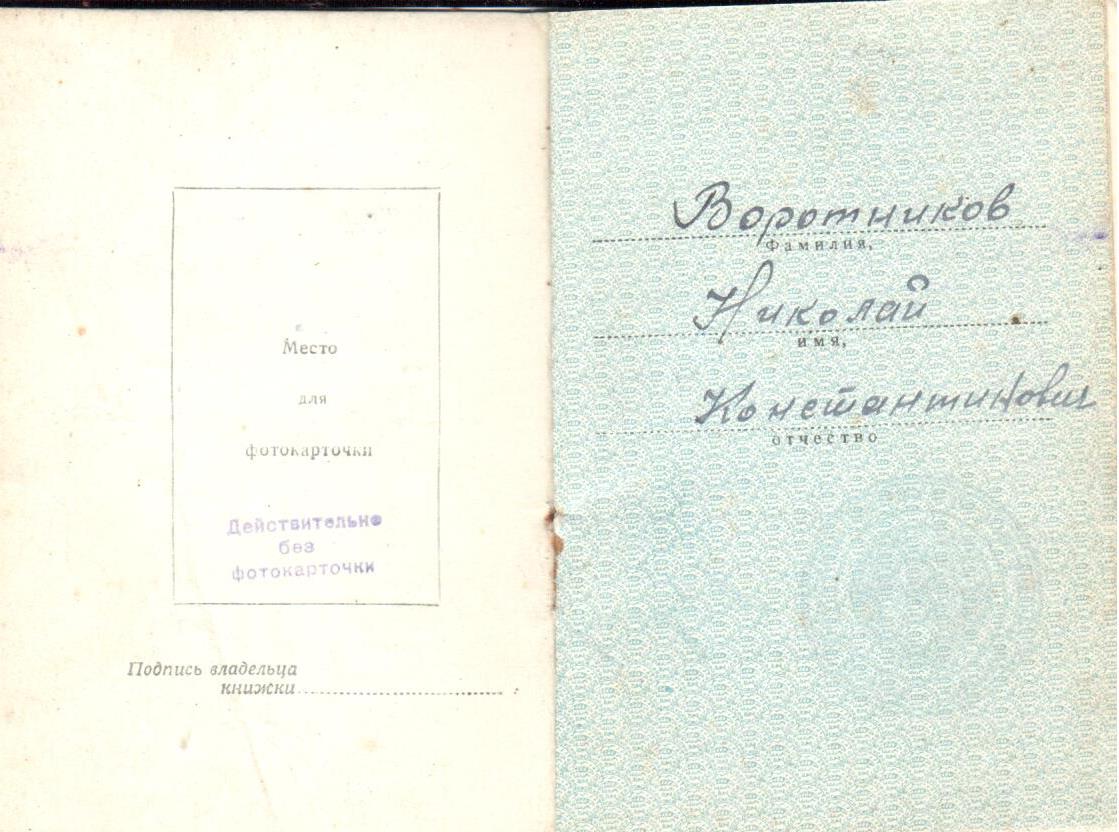 Место
для
фотокарточки
Действительно
без
фотокарточки
Подпись владельца
книжки
Воротников
фамилия,
Николай
имя,
Константинович
отчество